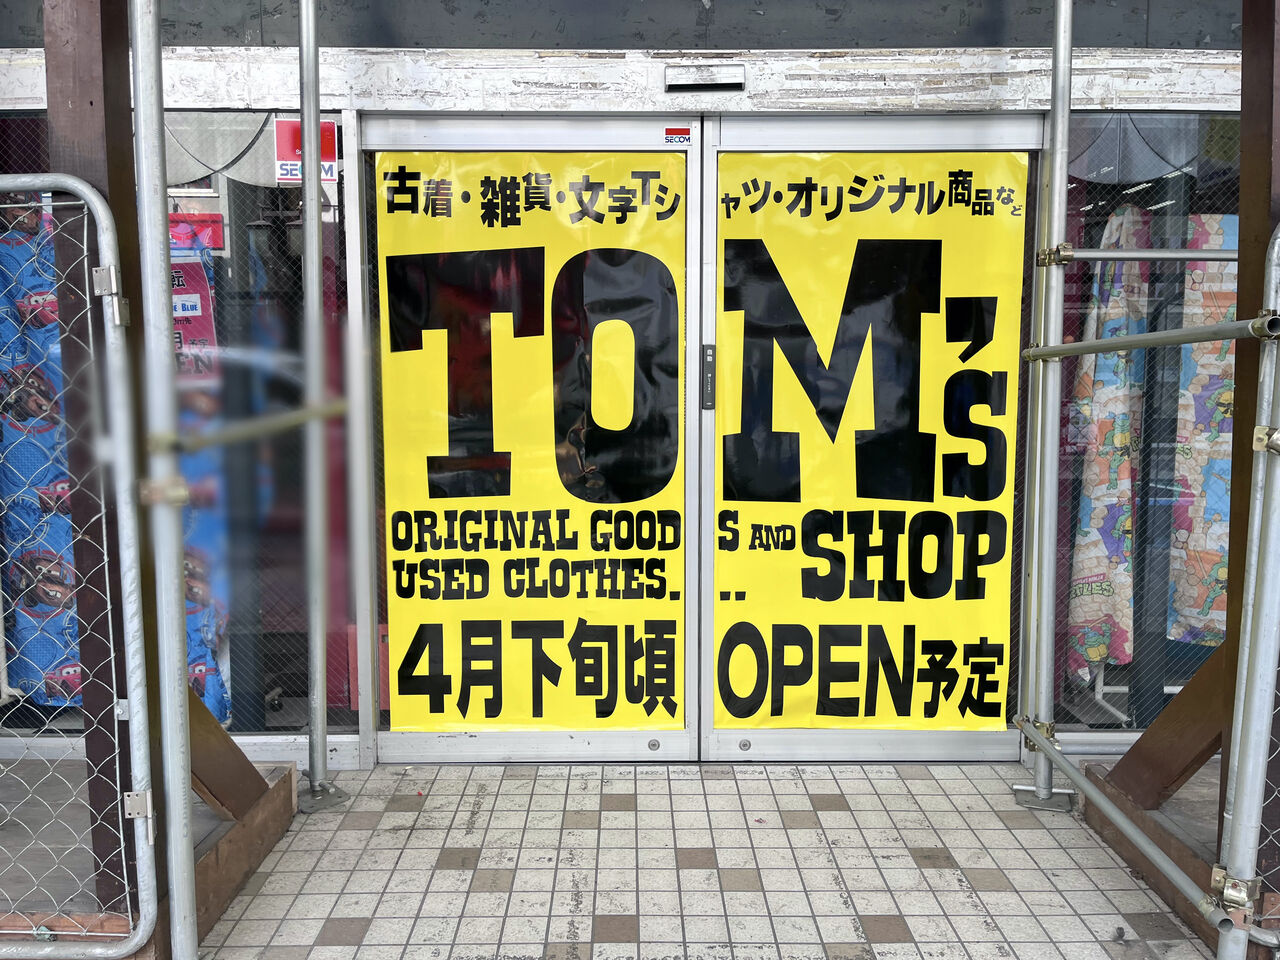 SECOM
SECOM
古着・雑貨・文字Tシャツ・オリジナル商品など
TOM's
ORIGINAL GOODS AND SHOP
USED CLOTHES...
4月下旬頃 OPEN予定
BLUE